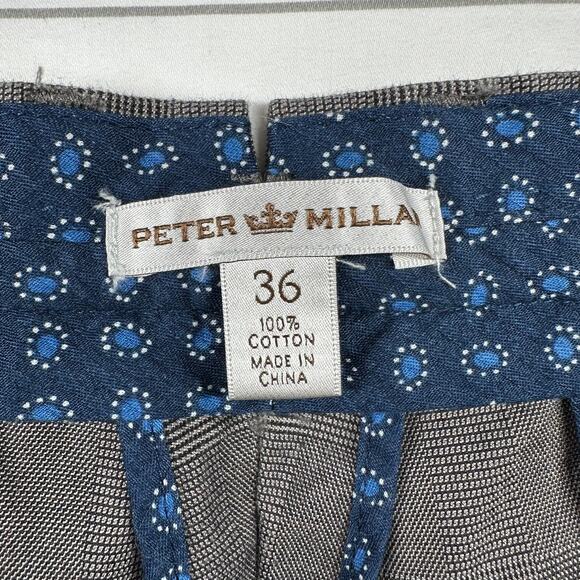 PETER MILLA
36
100%
COTTON
MADE IN
CHINA